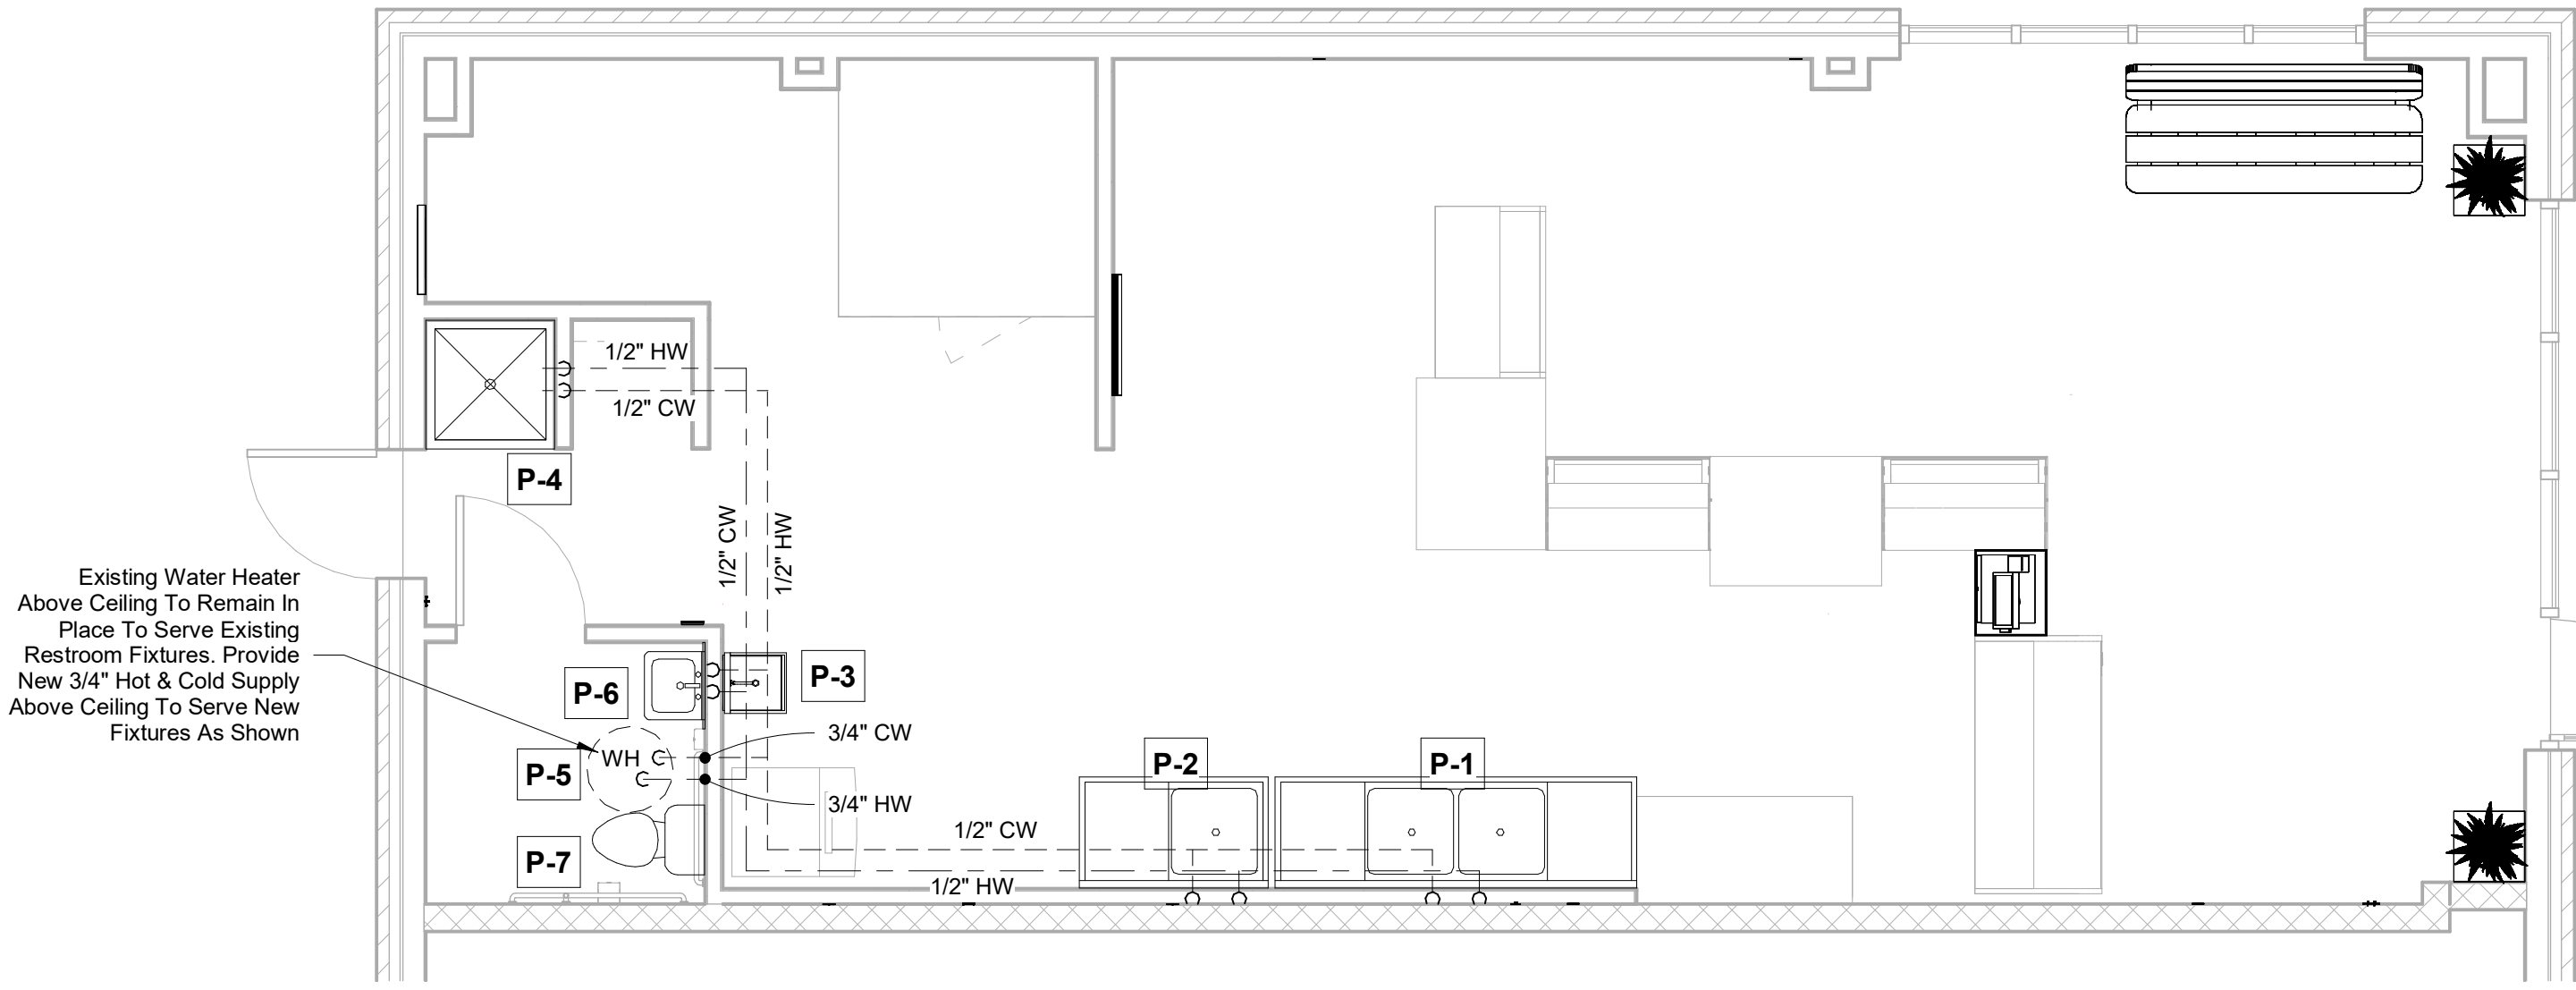 1/2" HW
1/2" CW
P-4
1/2" CW
1/2" HW
Existing Water Heater
Above Ceiling To Remain In
Place To Serve Existing
Restroom Fixtures. Provide
New 3/4" Hot & Cold Supply
Above Ceiling To Serve New
Fixtures As Shown
P-6
P-3
3/4" CW
WH
P-5
3/4" HW
P-2
P-1
1/2" CW
P-7
1/2" HW